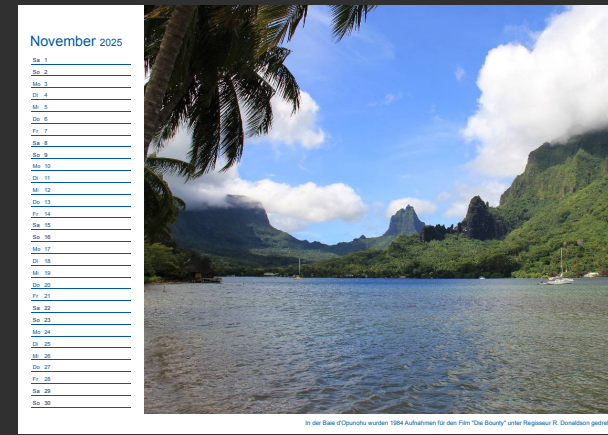 November 2025
Sa 1
So 2
Mo 3
Di 4
Mi 5
Do 6
Fr 7
Sa 8
So 9
Mo 10
Di 11
Mi 12
Do 13
Fr 14
Sa 15
So 16
Mo 17
Di 18
Mi 19
Do 20
Fr 21
Sa 22
So 23
Mo 24
Di 25
Mi 26
Do 27
Fr 28
Sa 29
So 30
In der Baie d'Opunohu wurden 1984 Aufnahmen für den Film "Die Bounty" unter Regisseur R. Donaldson gedre